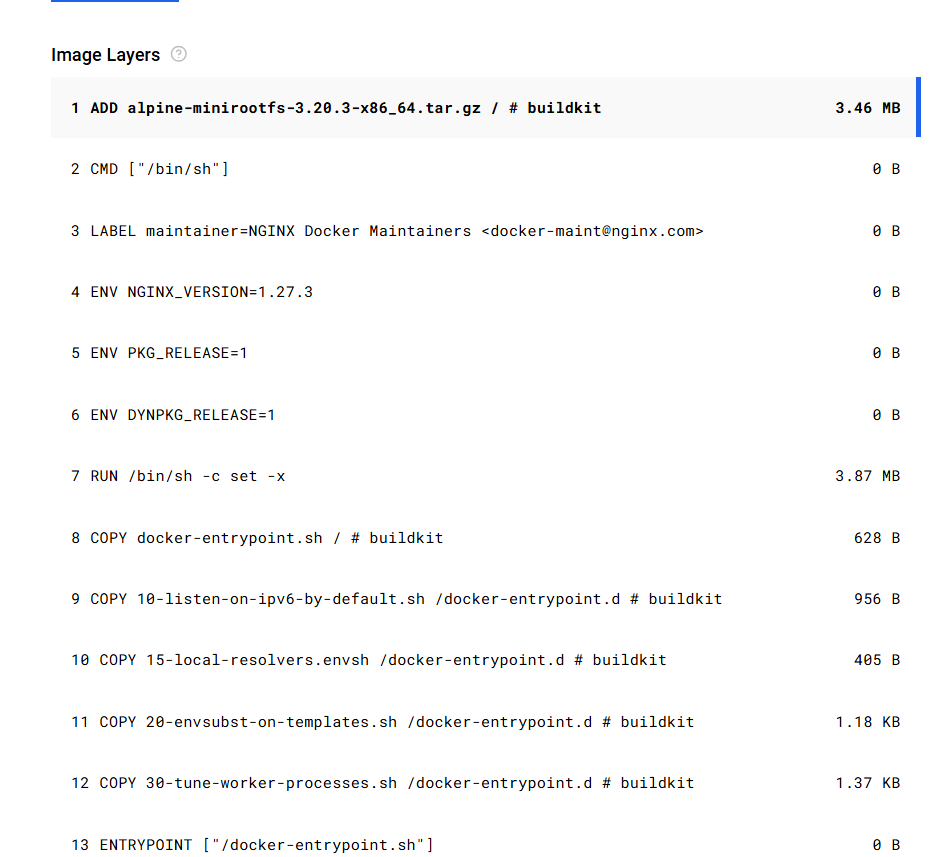 Image Layers ?
1 ADD alpine-minirootfs-3.20.3-x86_64.tar.gz / # buildkit 3.46 MB
2 CMD ["/bin/sh"] 0 B
3 LABEL maintainer=NGINX Docker Maintainers <docker-maint@nginx.com> 0 B
4 ENV NGINX_VERSION=1.27.3 0 B
5 ENV PKG_RELEASE=1 0 B
6 ENV DYNPKG_RELEASE=1 0 B
7 RUN /bin/sh -c set -x 3.87 MB
8 COPY docker-entrypoint.sh / # buildkit 628 B
9 COPY 10-listen-on-ipv6-by-default.sh /docker-entrypoint.d # buildkit 956 B
10 COPY 15-local-resolvers.envsh /docker-entrypoint.d # buildkit 405 B
11 COPY 20-envsubst-on-templates.sh /docker-entrypoint.d # buildkit 1.18 KB
12 COPY 30-tune-worker-processes.sh /docker-entrypoint.d # buildkit 1.37 KB
13 ENTRYPOINT ["/docker-entrypoint.sh"] 0 B